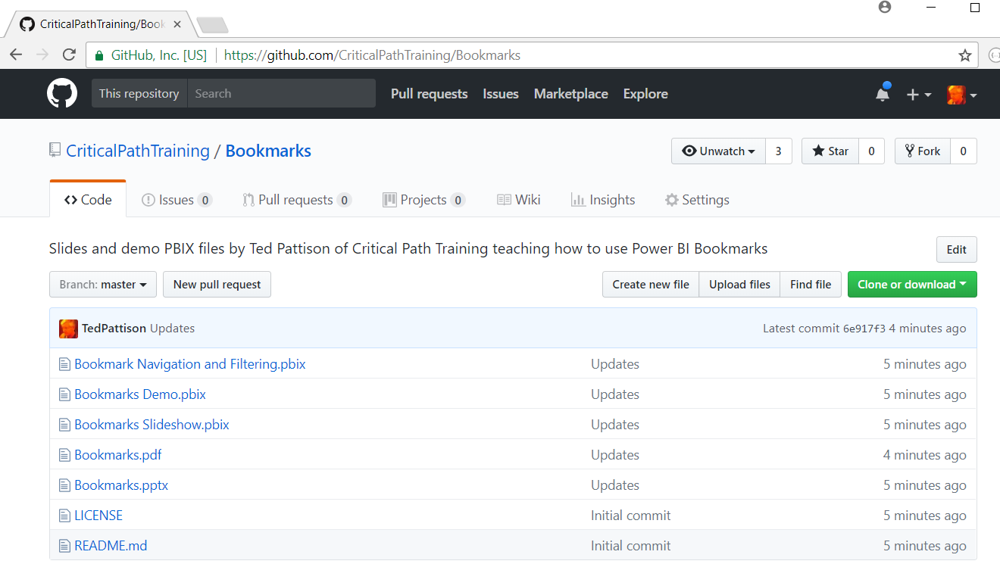 CriticalPathTraining/Book
GitHub, Inc. [US] https://github.com/CriticalPathTraining/Bookmarks
This repository Search Pull requests Issues Marketplace Explore
CriticalPathTraining / Bookmarks Unwatch 3 Star 0 Fork 0
Code Issues 0 Pull requests 0 Projects 0 Wiki Insights Settings
Slides and demo PBIX files by Ted Pattison of Critical Path Training teaching how to use Power BI Bookmarks Edit
Branch: master New pull request Create new file Upload files Find file Clone or download
TedPattison Updates Latest commit 6e917f3 4 minutes ago
Bookmark Navigation and Filtering.pbix Updates 5 minutes ago
Bookmarks Demo.pbix Updates 5 minutes ago
Bookmarks Slideshow.pbix Updates 5 minutes ago
Bookmarks.pdf Updates 4 minutes ago
Bookmarks.pptx Updates 5 minutes ago
LICENSE Initial commit 5 minutes ago
README.md Initial commit 5 minutes ago